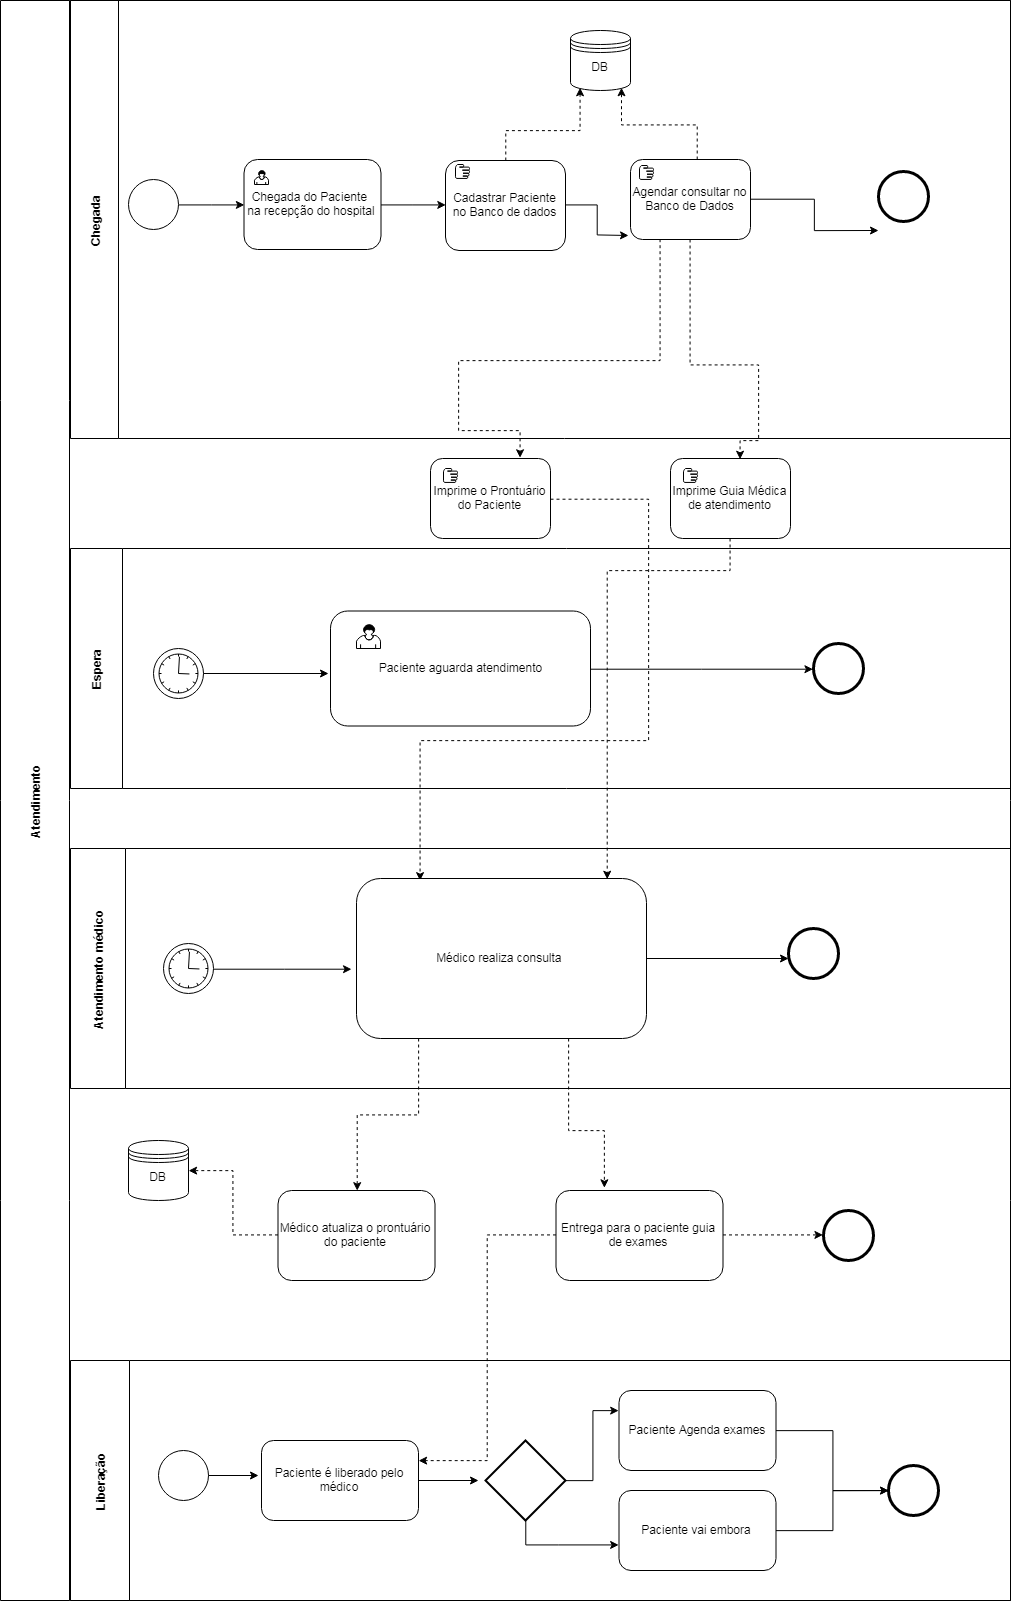 Atendimento
Chegada
DB
Chegada do Paciente
na recepção do hospital
Cadastrar Paciente
no Banco de dados
Agendar consultar no
Banco de Dados
Imprime o Prontuário
do Paciente
Imprime Guia Médica
de atendimento
Espera
Paciente aguarda atendimento
Atendimento médico
Médico realiza consulta
DB
Médico atualiza o prontuário
do paciente
Entrega para o paciente guia
de exames
Liberação
Paciente é liberado pelo
médico
Paciente Agenda exames
Paciente vai embora